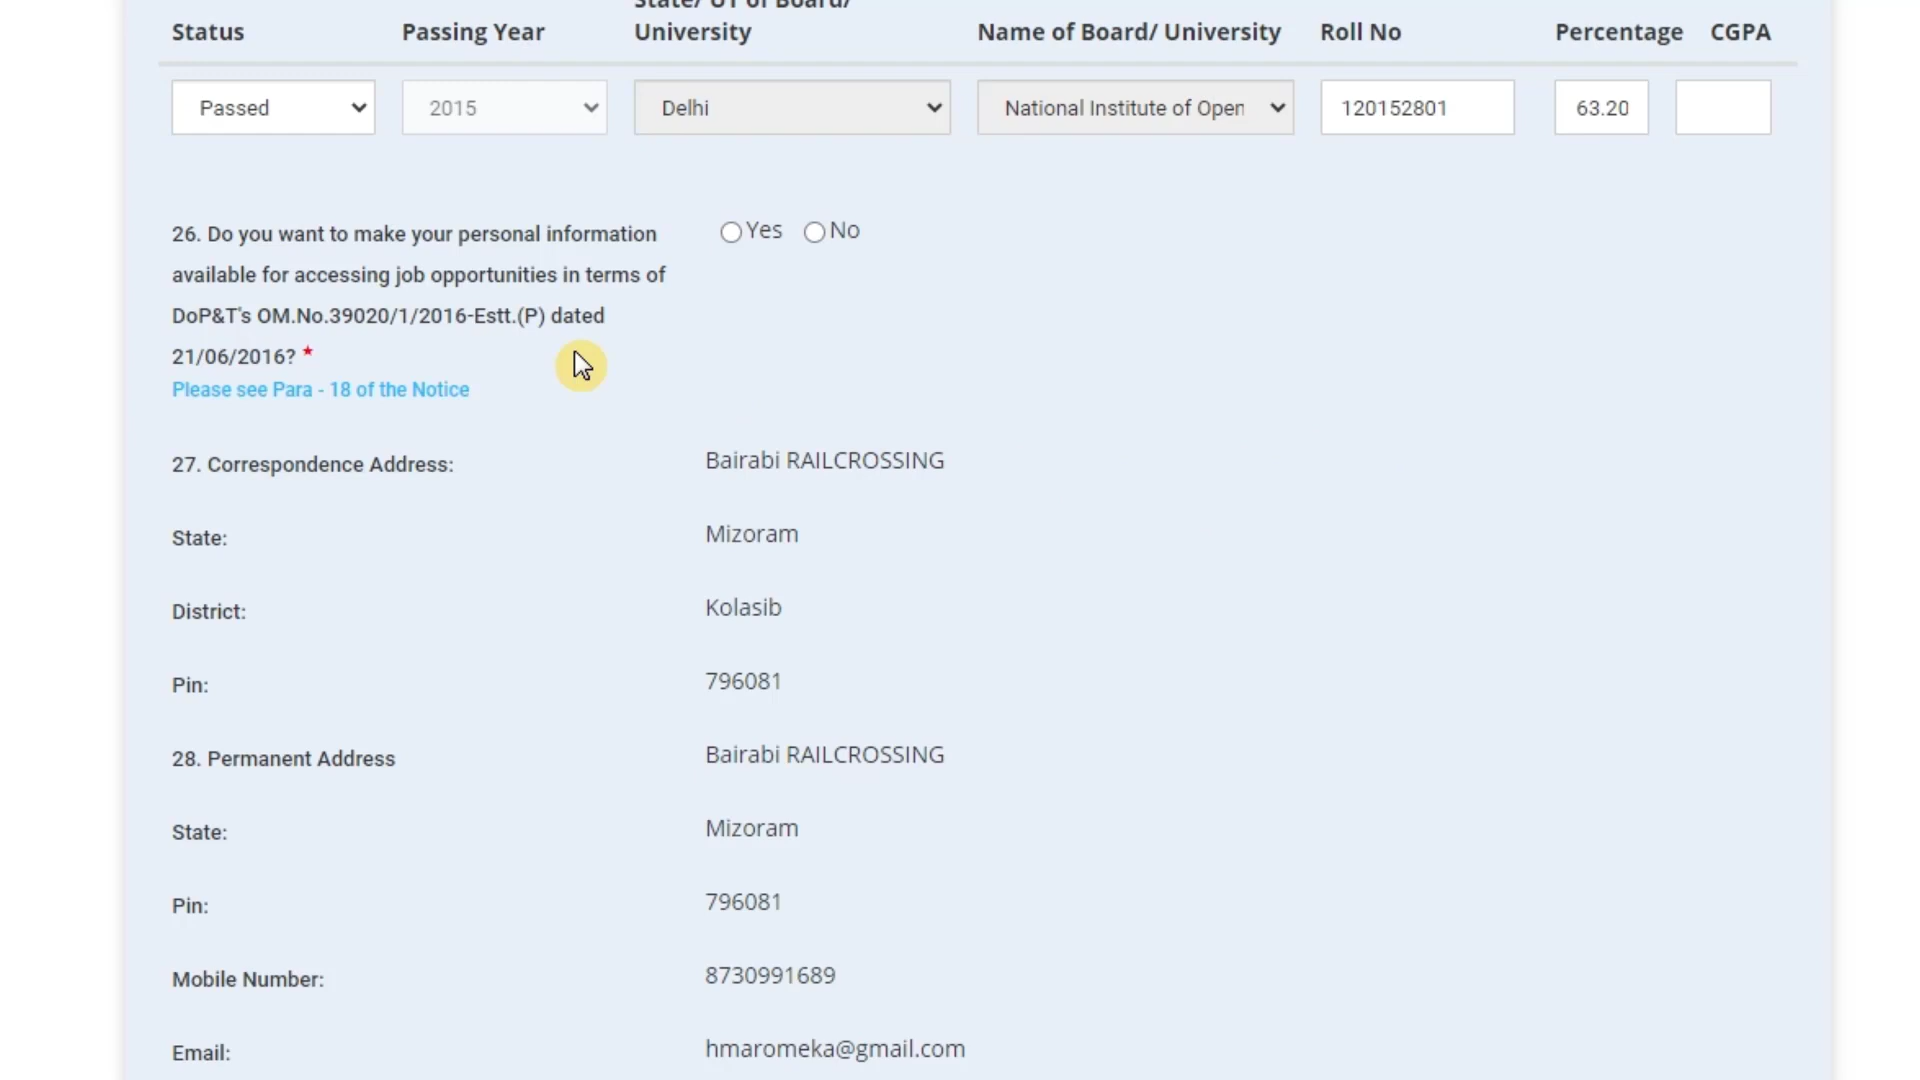 State/ UT of Board/
Status Passing Year University Name of Board/ University Roll No Percentage CGPA
Passed 2015 Delhi National Institute of Open 120152801 63.20
26. Do you want to make your personal information Yes No
available for accessing job opportunities in terms of
DoP&T's OM.No.39020/1/2016-Estt.(P) dated
21/06/2016? *
Please see Para - 18 of the Notice
27. Correspondence Address: Bairabi RAILCROSSING
State: Mizoram
District: Kolasib
Pin: 796081
28. Permanent Address Bairabi RAILCROSSING
State: Mizoram
Pin: 796081
Mobile Number: 8730991689
Email: hmaromeka@gmail.com